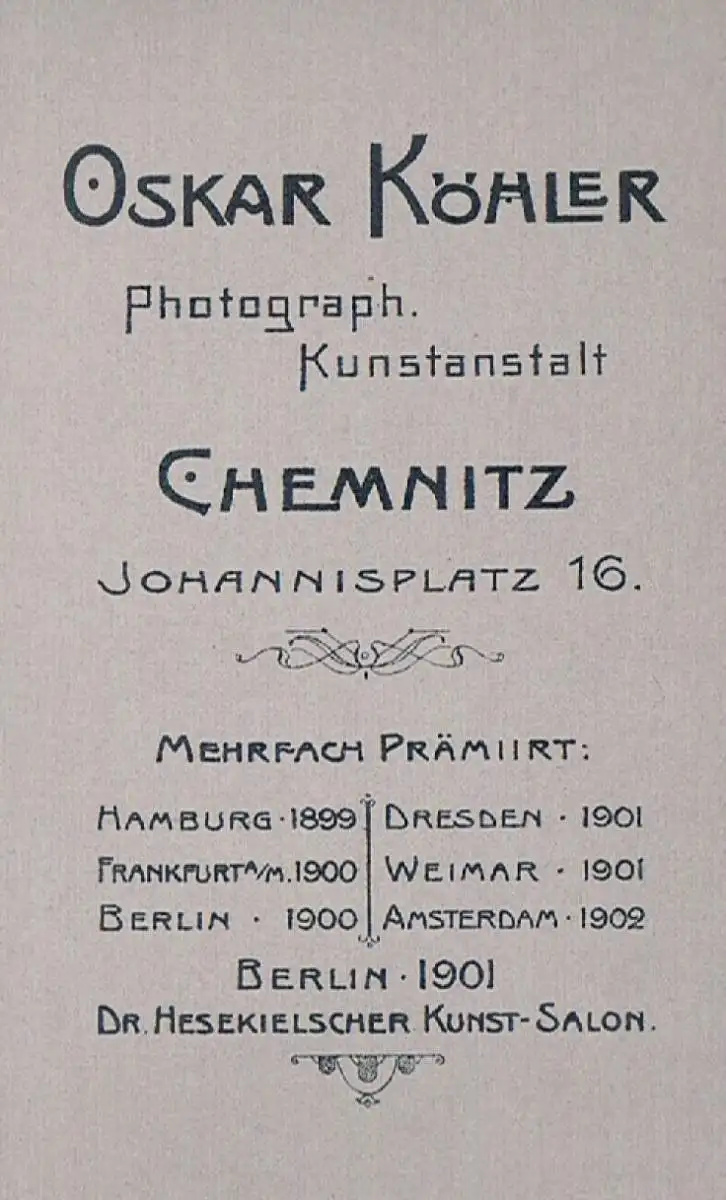 OSKAR KÖHLER
Photograph.
Kunstanstalt
CHEMNITZ
JOHANNISPLATZ 16.
MEHRFACH PRÄMIIRT:
HAMBURG · 1899
FRANKFURT A/M. 1900
BERLIN · 1900
DRESDEN · 1901
WEIMAR · 1901
AMSTERDAM · 1902
BERLIN · 1901
DR. HESEKIELSCHER KUNST-SALON.